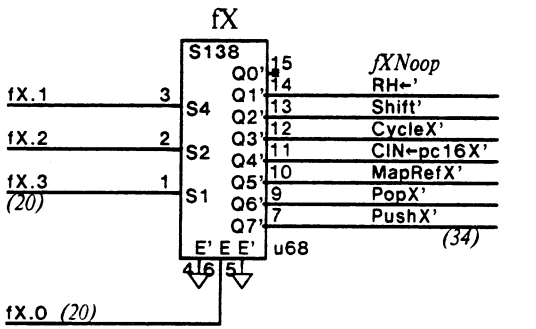 fX
S138
15 fXNoop
Q0'
14 RH←'
Q1'
fX.1 3 S4
13 Shift'
Q2'
12 CycleX'
Q3'
fX.2 2 S2
11 CIN←pc16X'
Q4'
10 MapRefX'
Q5'
fX.3 1 S1
9 PopX'
Q6'
(20)
7 PushX'
Q7'
(34)
E' E E'
u68
4 6 5
fX.0 (20)